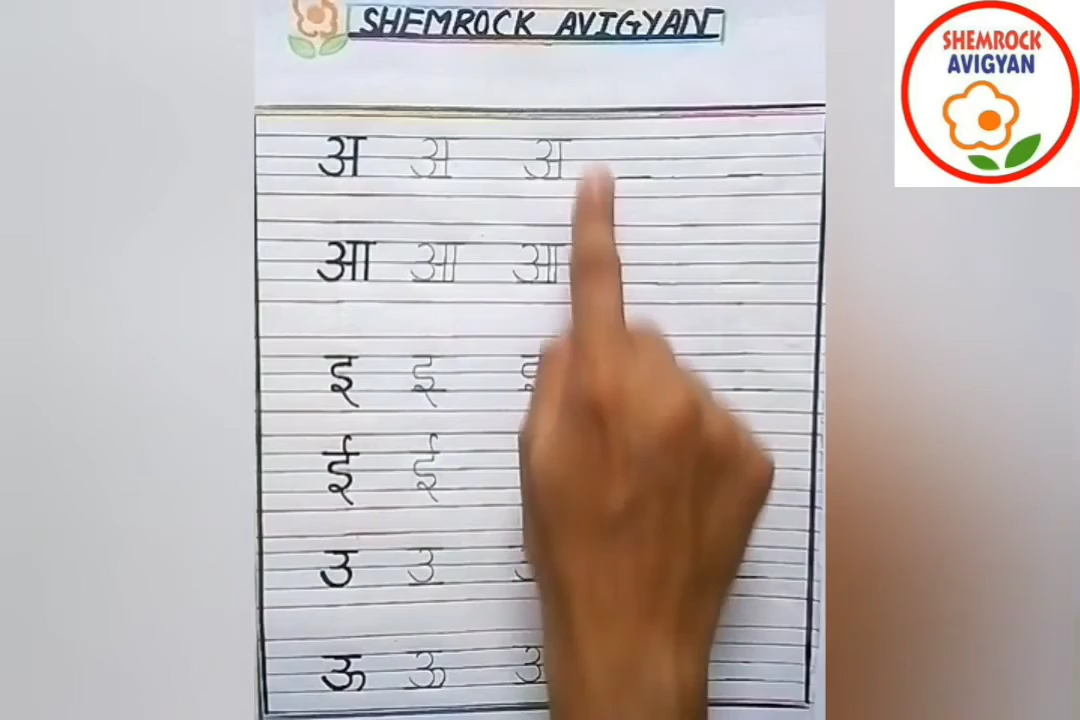 SHEMROCK AVIGYAN
SHEMROCK
AVIGYAN
अ अ अ
आ आ आ
इ इ इ
ई ई
उ उ उ
ऊ ऊ ऊ